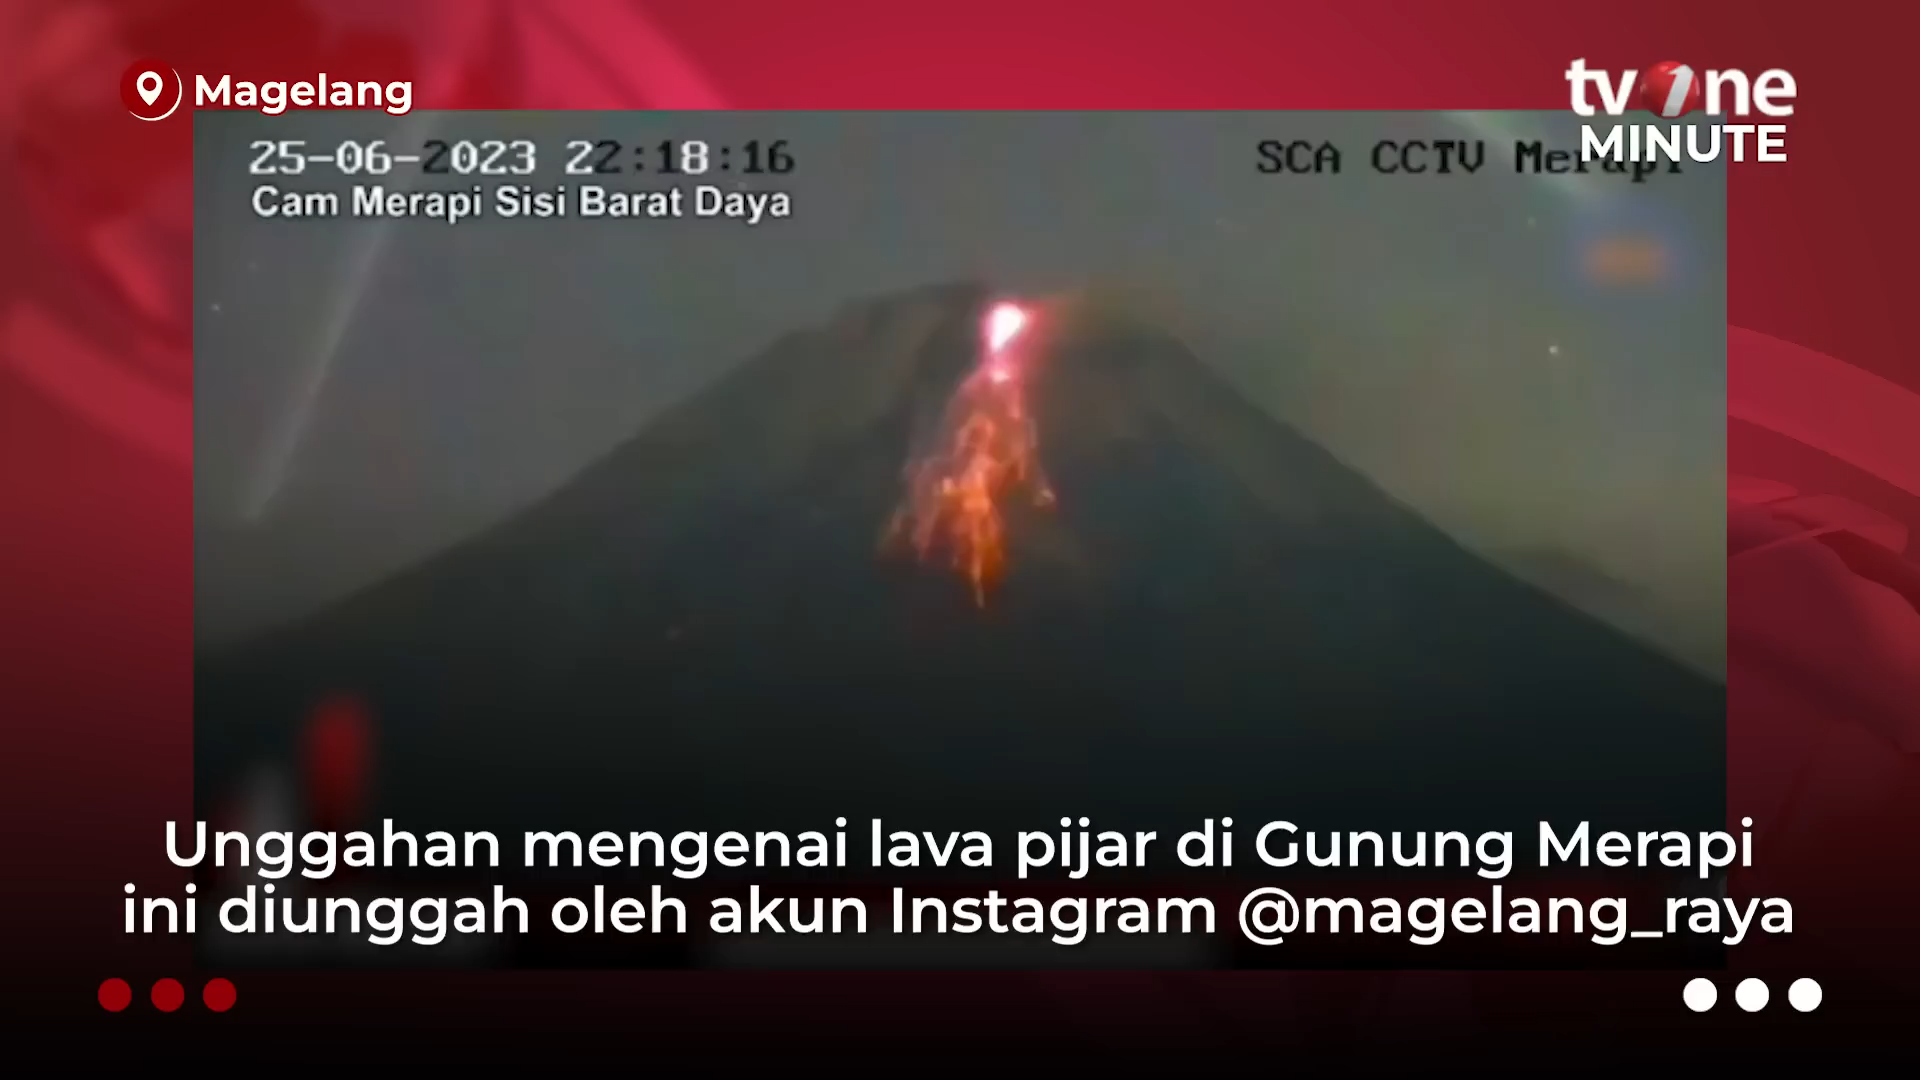 Magelang
tvOne
MINUTE
25-06-2023 22:18:16
SCA CCTV Merapi
Cam Merapi Sisi Barat Daya
Unggahan mengenai lava pijar di Gunung Merapi
ini diunggah oleh akun Instagram @magelang_raya